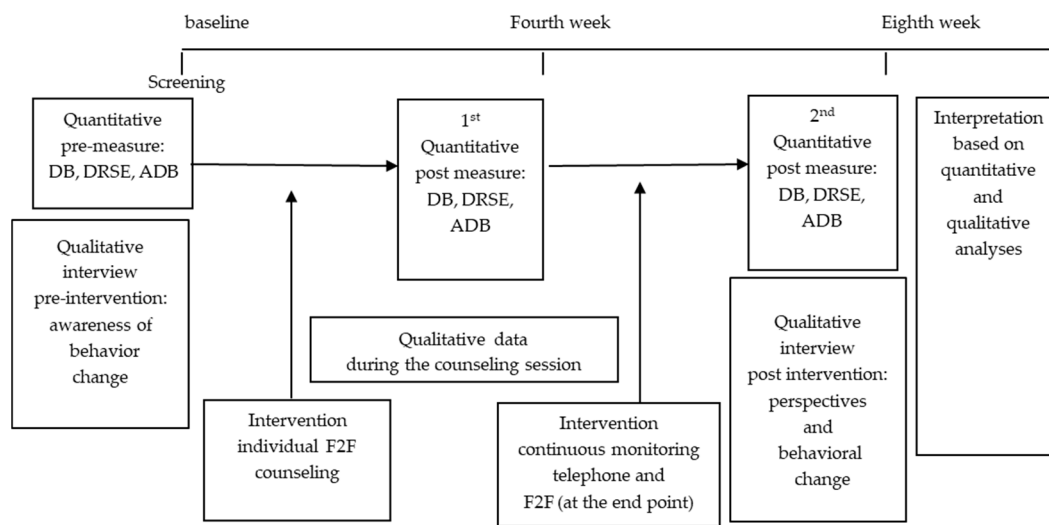 baseline
Fourth week
Eighth week
Screening
Quantitative
pre-measure:
DB, DRSE, ADB
1st
Quantitative
post measure:
DB, DRSE,
ADB
2nd
Quantitative
post measure:
DB, DRSE,
ADB
Interpretation
based on
quantitative
and
qualitative
analyses
Qualitative
interview
pre-intervention:
awareness of
behavior
change
Qualitative data
during the counseling session
Qualitative
interview
post intervention:
perspectives
and
behavioral
change
Intervention
individual F2F
counseling
Intervention
continuous monitoring
telephone and
F2F (at the end point)